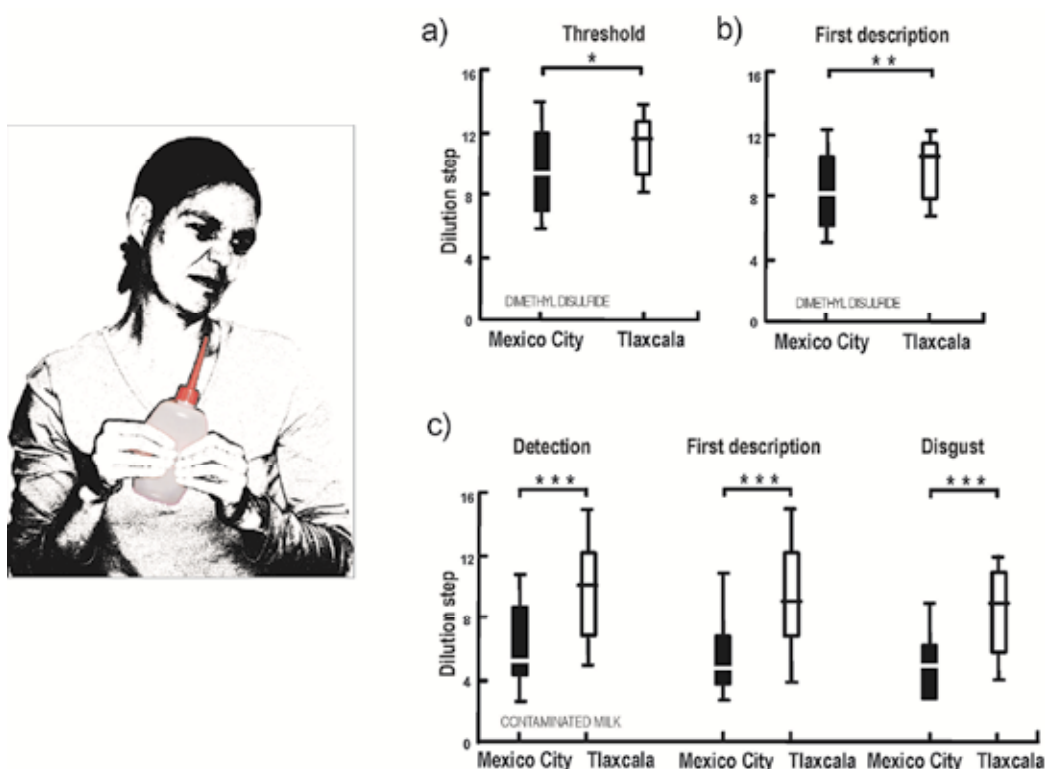 a)
Threshold
*
16
12
8
4
0
Dilution step
DIMETHYL DISULFIDE
Mexico City Tlaxcala
b)
First description
**
16
12
8
4
0
DIMETHYL DISULFIDE
Mexico City Tlaxcala
c)
Detection First description Disgust
*** *** ***
16
12
8
4
0
Dilution step
CONTAMINATED MILK
Mexico City Tlaxcala Mexico City Tlaxcala Mexico City Tlaxcala